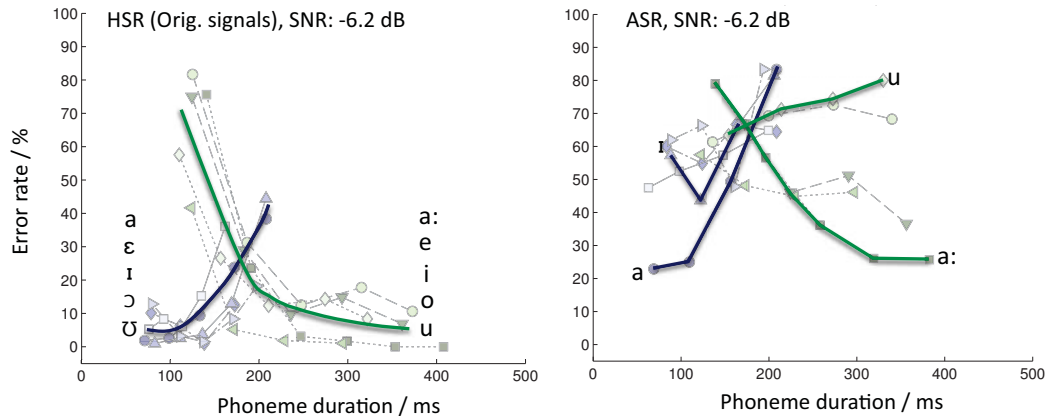 HSR (Orig. signals), SNR: -6.2 dB
Error rate / %
90
80
70
60
50
40
30
20
10
0
a
ɛ
ɪ
ɔ
Ʊ
a:
e
i
o
u
0
100
200
300
400
500
Phoneme duration / ms
ASR, SNR: -6.2 dB
90
80
70
60
50
40
30
20
10
0
u
ɪ
a
a:
0
100
200
300
400
500
Phoneme duration / ms